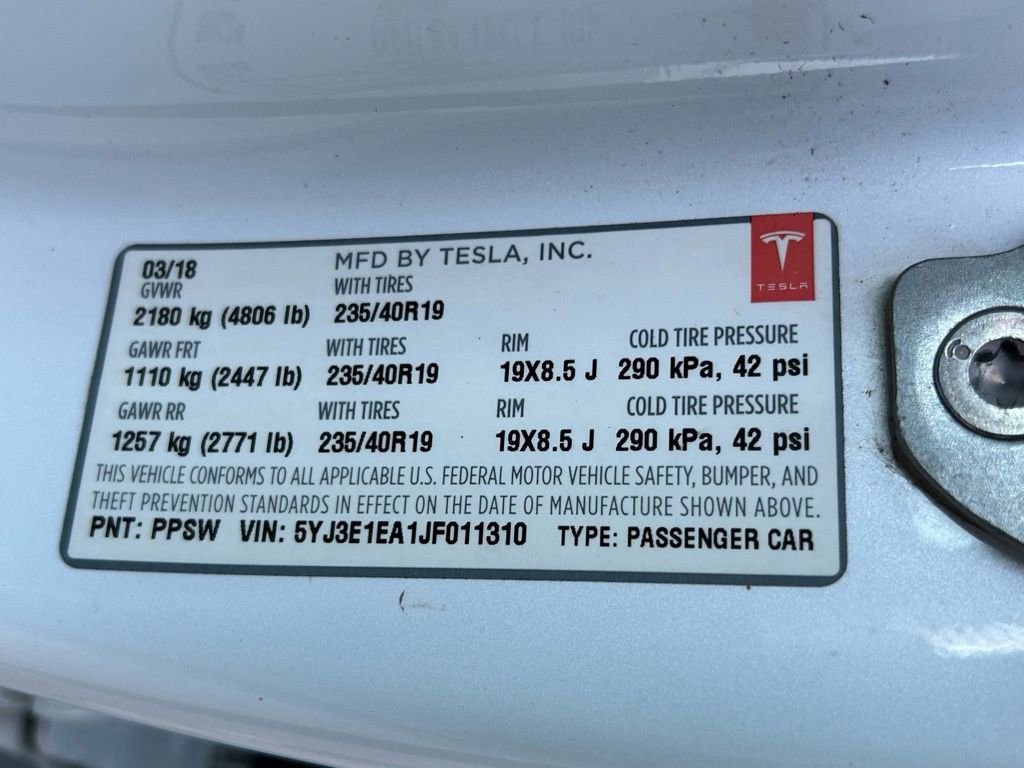 03/18 MFD BY TESLA, INC.
GVWR WITH TIRES
2180 kg (4806 lb) 235/40R19
GAWR FRT WITH TIRES RIM COLD TIRE PRESSURE
1110 kg (2447 lb) 235/40R19 19X8.5 J 290 kPa, 42 psi
GAWR RR WITH TIRES RIM COLD TIRE PRESSURE
1257 kg (2771 lb) 235/40R19 19X8.5 J 290 kPa, 42 psi
THIS VEHICLE CONFORMS TO ALL APPLICABLE U.S. FEDERAL MOTOR VEHICLE SAFETY, BUMPER, AND
THEFT PREVENTION STANDARDS IN EFFECT ON THE DATE OF MANUFACTURE SHOWN ABOVE.
PNT: PPSW VIN: 5YJ3E1EA1JF011310 TYPE: PASSENGER CAR
TESLA